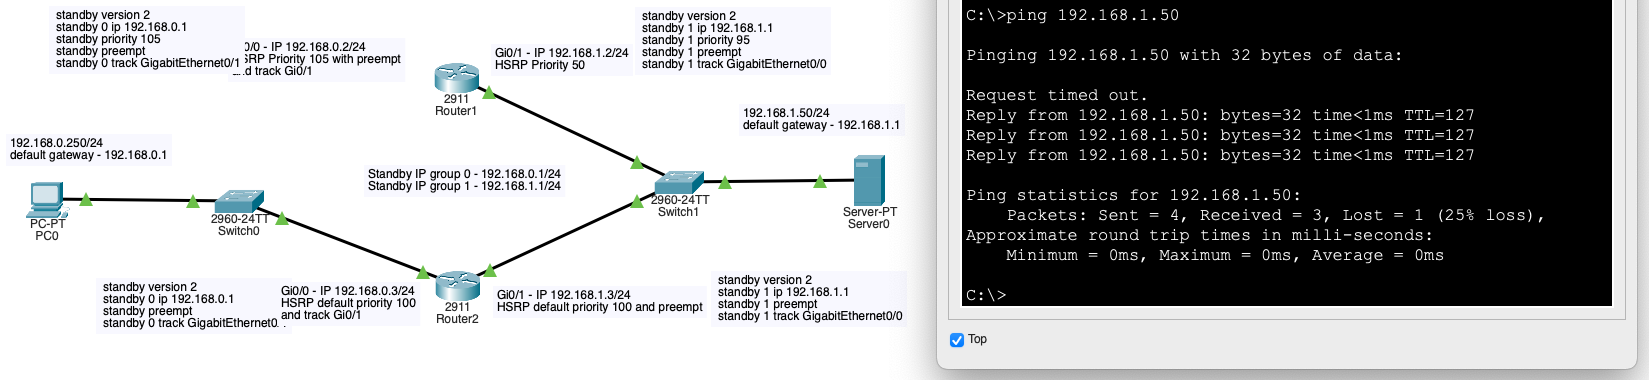 standby version 2
standby 0 ip 192.168.0.1
standby priority 105
standby preempt
standby 0 track GigabitEthernet0/1
0/0 - IP 192.168.0.2/24
SRP Priority 105 with preempt
d track Gi0/1
2911
Router1
Gi0/1 - IP 192.168.1.2/24
HSRP Priority 50
standby version 2
standby 1 ip 192.168.1.1
standby 1 priority 95
standby 1 preempt
standby 1 track GigabitEthernet0/0
192.168.1.50/24
default gateway - 192.168.1.1
192.168.0.250/24
default gateway - 192.168.0.1
Standby IP group 0 - 192.168.0.1/24
Standby IP group 1 - 192.168.1.1/24
PC-PT
PC0
2960-24TT
Switch0
2960-24TT
Switch1
Server-PT
Server0
standby version 2
standby 0 ip 192.168.0.1
standby preempt
standby 0 track GigabitEthernet0
Gi0/0 - IP 192.168.0.3/24
HSRP default priority 100
and track Gi0/1
2911
Router2
Gi0/1 - IP 192.168.1.3/24
HSRP default priority 100 and preempt
standby version 2
standby 1 ip 192.168.1.1
standby 1 preempt
standby 1 track GigabitEthernet0/0
C:\>ping 192.168.1.50
Pinging 192.168.1.50 with 32 bytes of data:
Request timed out.
Reply from 192.168.1.50: bytes=32 time<1ms TTL=127
Reply from 192.168.1.50: bytes=32 time<1ms TTL=127
Reply from 192.168.1.50: bytes=32 time<1ms TTL=127
Ping statistics for 192.168.1.50:
Packets: Sent = 4, Received = 3, Lost = 1 (25% loss),
Approximate round trip times in milli-seconds:
Minimum = 0ms, Maximum = 0ms, Average = 0ms
C:\>
Top